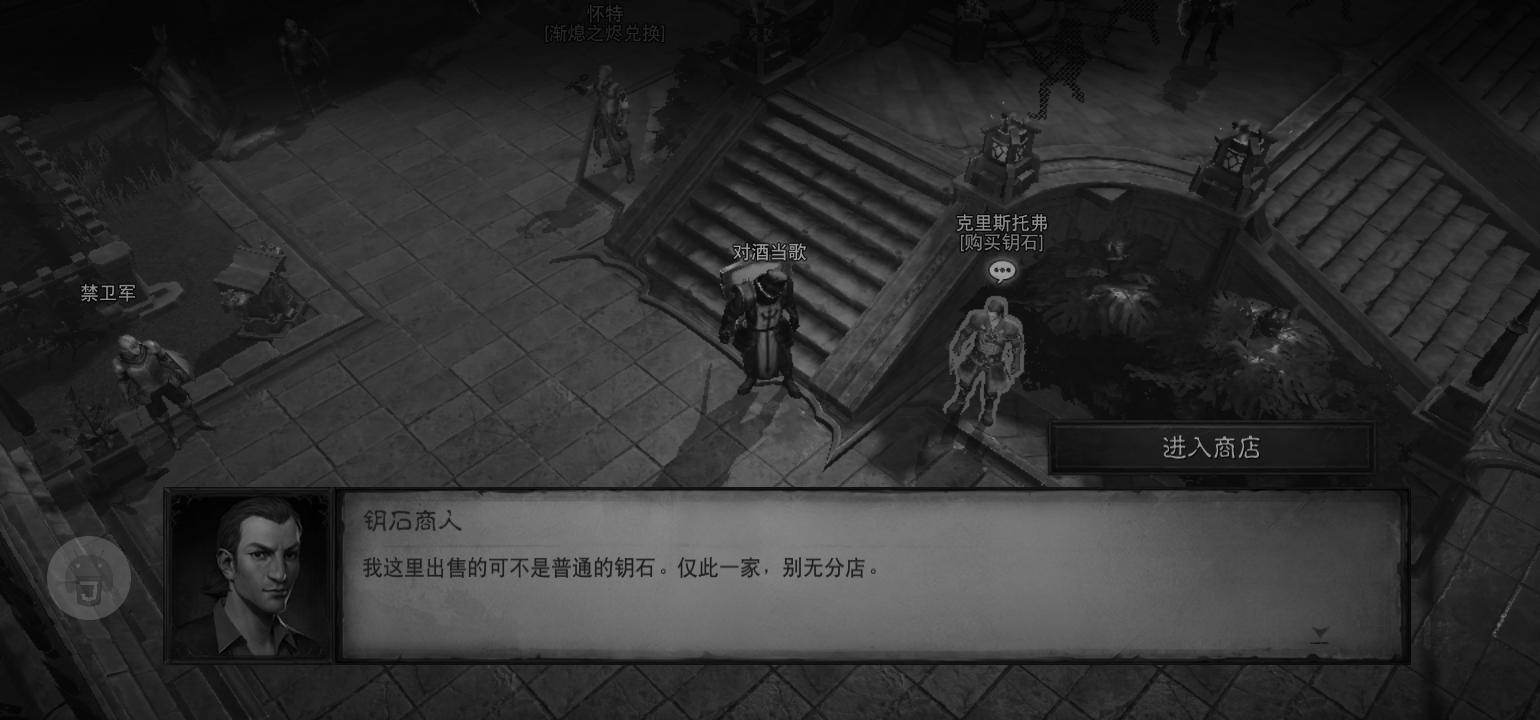 怀特
[渐熄之烬兑换]
克里斯托弗
[购买钥石]
对酒当歌
禁卫军
进入商店
钥石商人
我这里出售的可不是普通的钥石。仅此一家，别无分店。